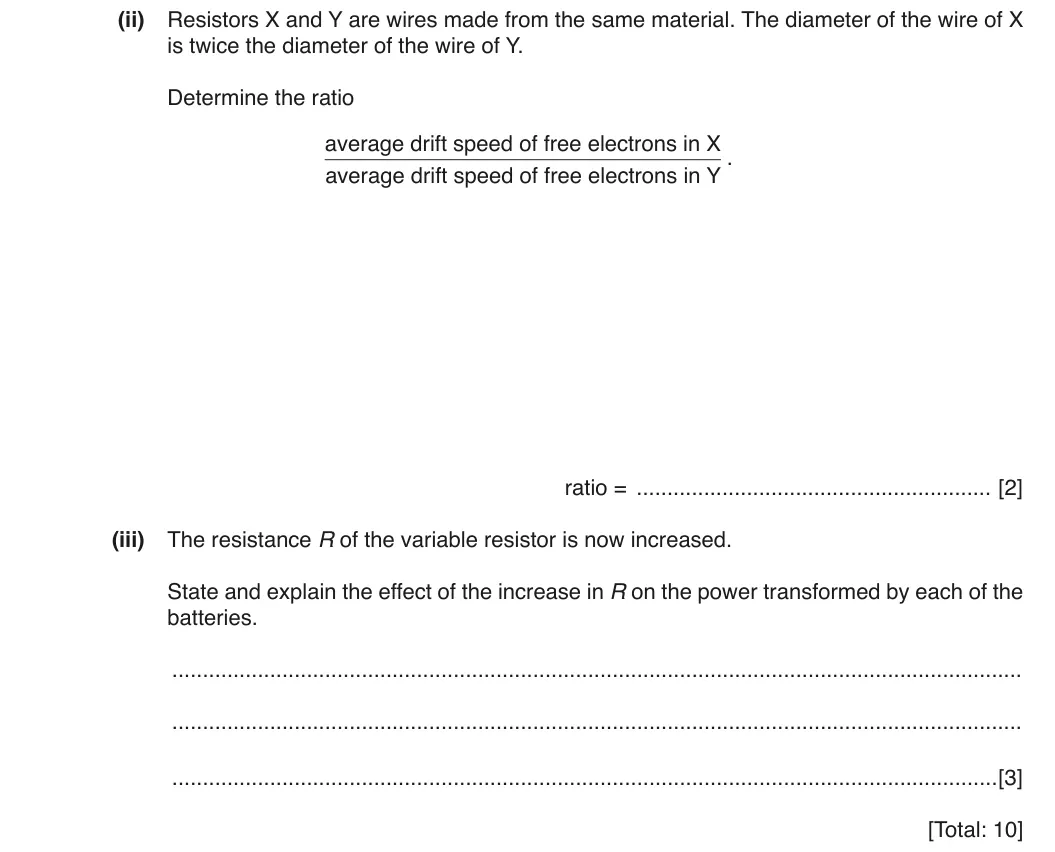 (ii) Resistors X and Y are wires made from the same material. The diameter of the wire of X
is twice the diameter of the wire of Y.
Determine the ratio
average drift speed of free electrons in X
average drift speed of free electrons in Y .
ratio = .......................................................... [2]
(iii) The resistance R of the variable resistor is now increased.
State and explain the effect of the increase in R on the power transformed by each of the
batteries.
...........................................................................................................................................
...........................................................................................................................................
.......................................................................................................................................[3]
[Total: 10]